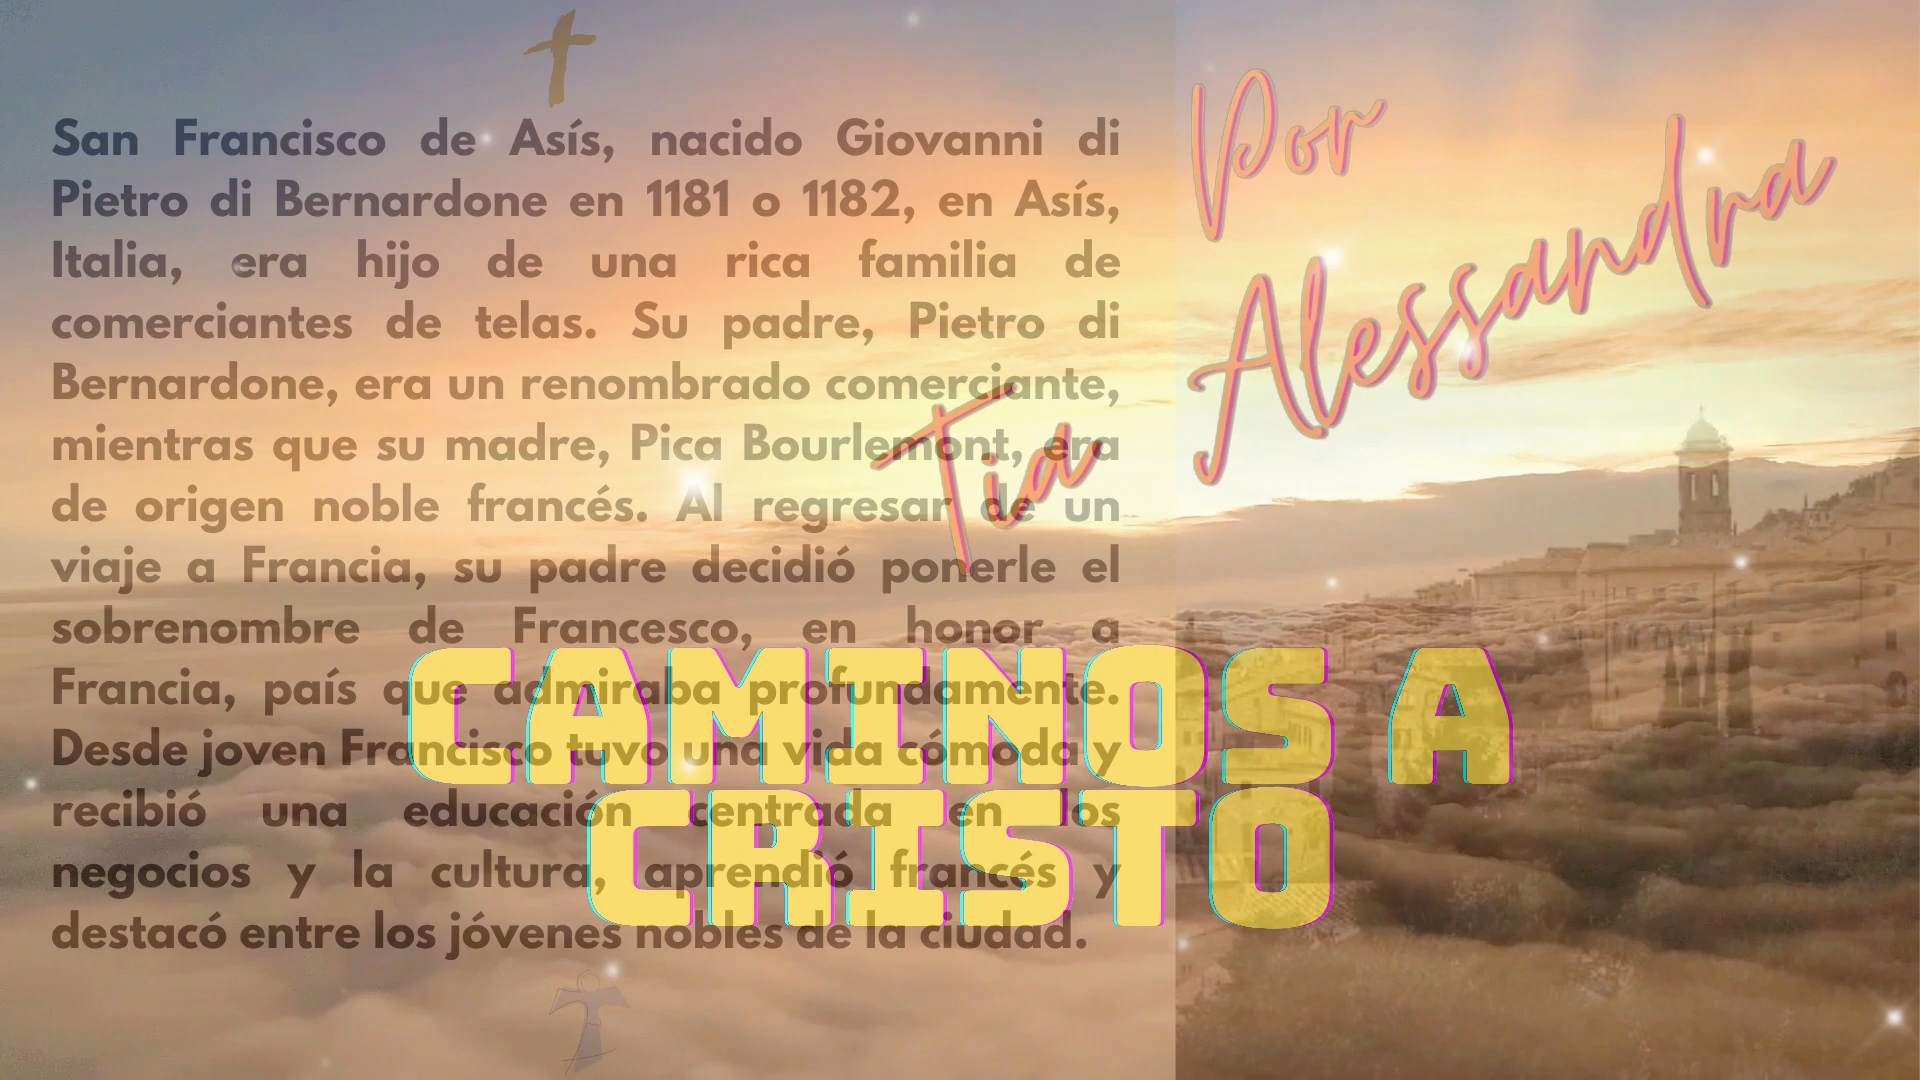 San Francisco de Asís, nacido Giovanni di
Pietro di Bernardone en 1181 o 1182, en Asís,
Italia, era hijo de una rica familia de
comerciantes de telas. Su padre, Pietro di
Bernardone, era un renombrado comerciante,
mientras que su madre, Pica Bourlemont, era
de origen noble francés. Al regresar de un
viaje a Francia, su padre decidió ponerle el
sobrenombre de Francesco, en honor a
Francia, país que admiraba profundamente.
Desde joven Francisco tuvo una vida cómoda y
recibió una educación centrada en los
negocios y la cultura, aprendió francés y
destacó entre los jóvenes nobles de la ciudad.
Por
Tia Alessandra
CAMINOS A
CRISTO